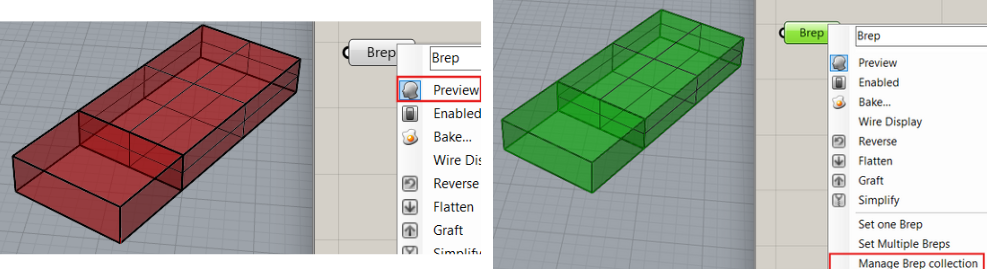 Brep
Brep
Preview
Enabled
Bake...
Wire Dis
Reverse
Flatten
Graft
Simplify
Brep
Brep
Preview
Enabled
Bake...
Wire Display
Reverse
Flatten
Graft
Simplify
Set one Brep
Set Multiple Breps
Manage Brep collection